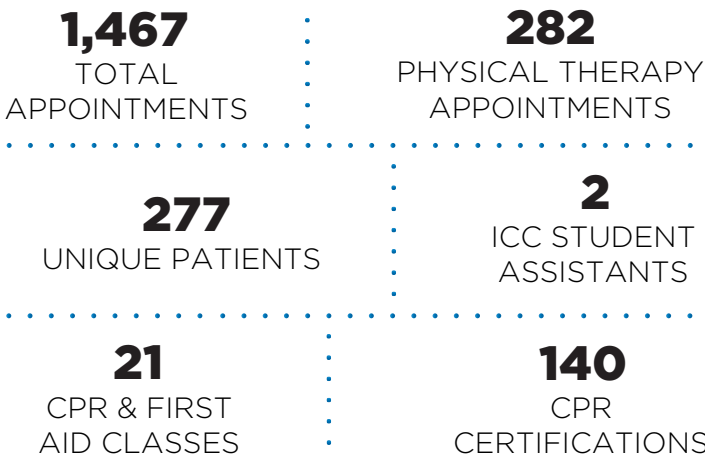 1,467
TOTAL
APPOINTMENTS
282
PHYSICAL THERAPY
APPOINTMENTS
277
UNIQUE PATIENTS
2
ICC STUDENT
ASSISTANTS
21
CPR & FIRST
AID CLASSES
140
CPR
CERTIFICATIONS